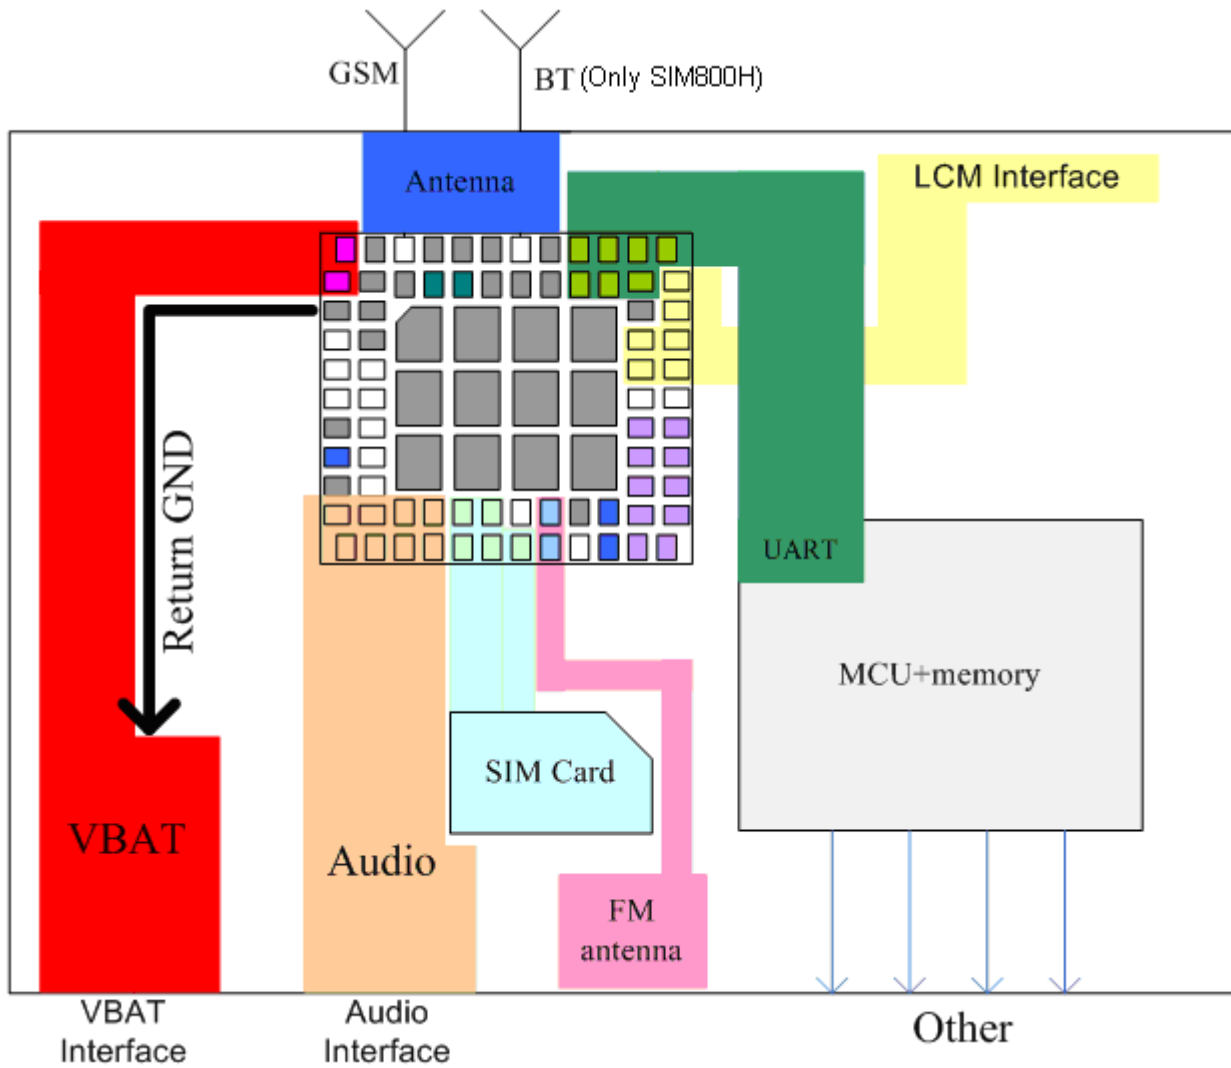 GSM
BT (Only SIM800H)
Antenna
LCM Interface
Return GND
UART
MCU+memory
SIM Card
VBAT
Audio
FM
antenna
VBAT
Interface
Audio
Interface
Other